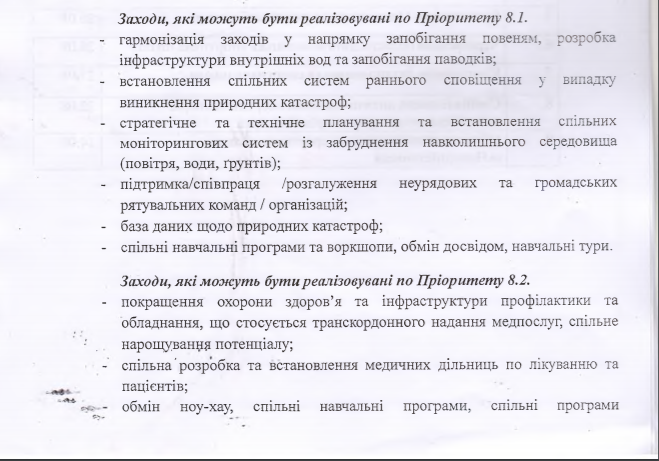 Заходи, які можуть бути реалізовувані по Пріоритету 8.1.
- гармонізація заходів у напрямку запобігання повеням, розробка
інфраструктури внутрішніх вод та запобігання паводків;
- встановлення спільних систем раннього сповіщення у випадку
виникнення природних катастроф;
- стратегічне та технічне планування та встановлення спільних
моніторингових систем із забруднення навколишнього середовища
(повітря, води, ґрунтів);
- підтримка/співпраця /розгалуження неурядових та громадських
рятувальних команд / організацій;
- база даних щодо природних катастроф;
- спільні навчальні програми та воркшопи, обмін досвідом, навчальні тури.
Заходи, які можуть бути реалізовувані по Пріоритету 8.2.
- покращення охорони здоров’я та інфраструктури профілактики та
обладнання, що стосується транскордонного надання медпослуг, спільне
нарощування потенціалу;
- спільна розробка та встановлення медичних дільниць по лікуванню та
пацієнтів;
- обмін ноу-хау, спільні навчальні програми, спільні програми